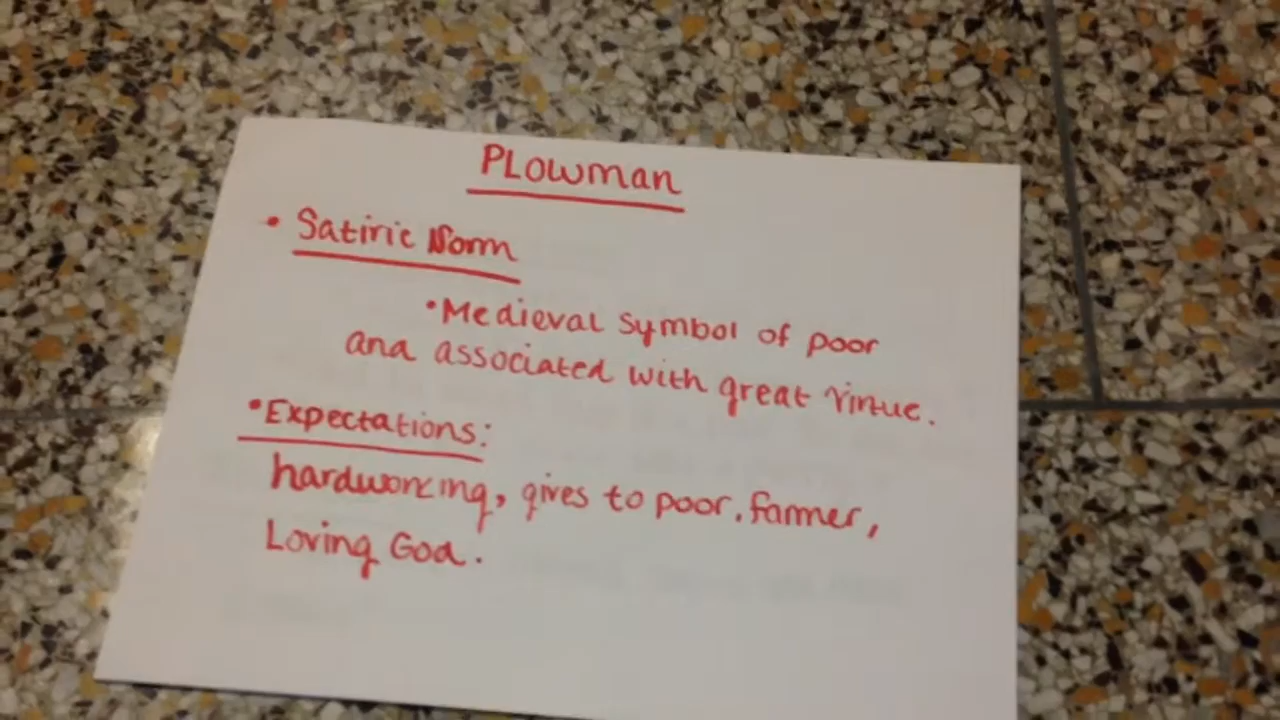 PLowman
• Satiric Norm
• Medieval symbol of poor
and associated with great virtue.
• Expectations:
hardworking, gives to poor, farmer,
Loving God.